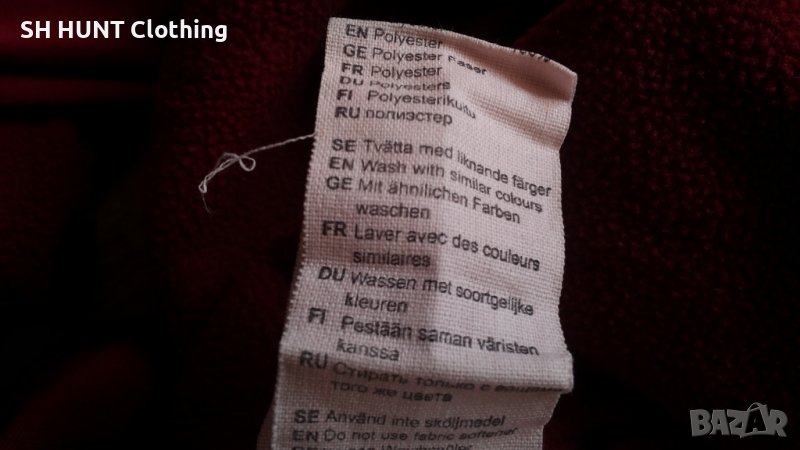 SH HUNT Clothing
EN Polyester
GE Polyester Faser
FR Polyester
DU Polyesters
FI Polyesterikuitu
RU полиэстер
SE Tvätta med liknande färger
EN Wash with similar colours
GE Mit ähnilichen Farben
waschen
FR Laver avec des couleurs
similaires
DU Wassen met soortgelijke
kleuren
FI Pestään saman väristen
kanssa
RU Стирать только с вещами
того же цвета
SE Använd inte sköljmedel
EN Do not use fabric softener
BAZAR